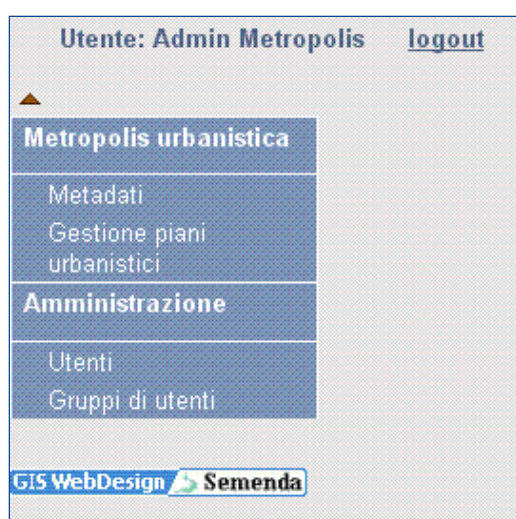 Utente: Admin Metropolis logout
Metropolis urbanistica
Metadati
Gestione piani
urbanistici
Amministrazione
Utenti
Gruppi di utenti
GIS WebDesign Semenda